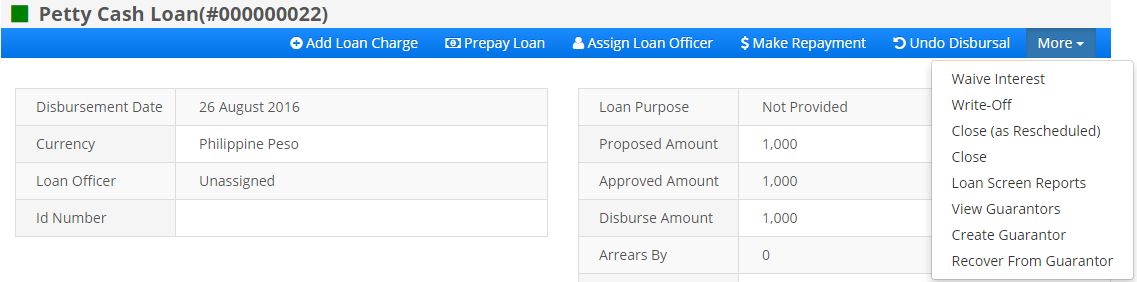 Petty Cash Loan(#000000022)
Add Loan Charge Prepay Loan Assign Loan Officer Make Repayment Undo Disbursal More
Waive Interest
Write-Off
Close (as Rescheduled)
Close
Loan Screen Reports
View Guarantors
Create Guarantor
Recover From Guarantor
Disbursement Date 26 August 2016
Currency Philippine Peso
Loan Officer Unassigned
Id Number
Loan Purpose Not Provided
Proposed Amount 1,000
Approved Amount 1,000
Disburse Amount 1,000
Arrears By 0